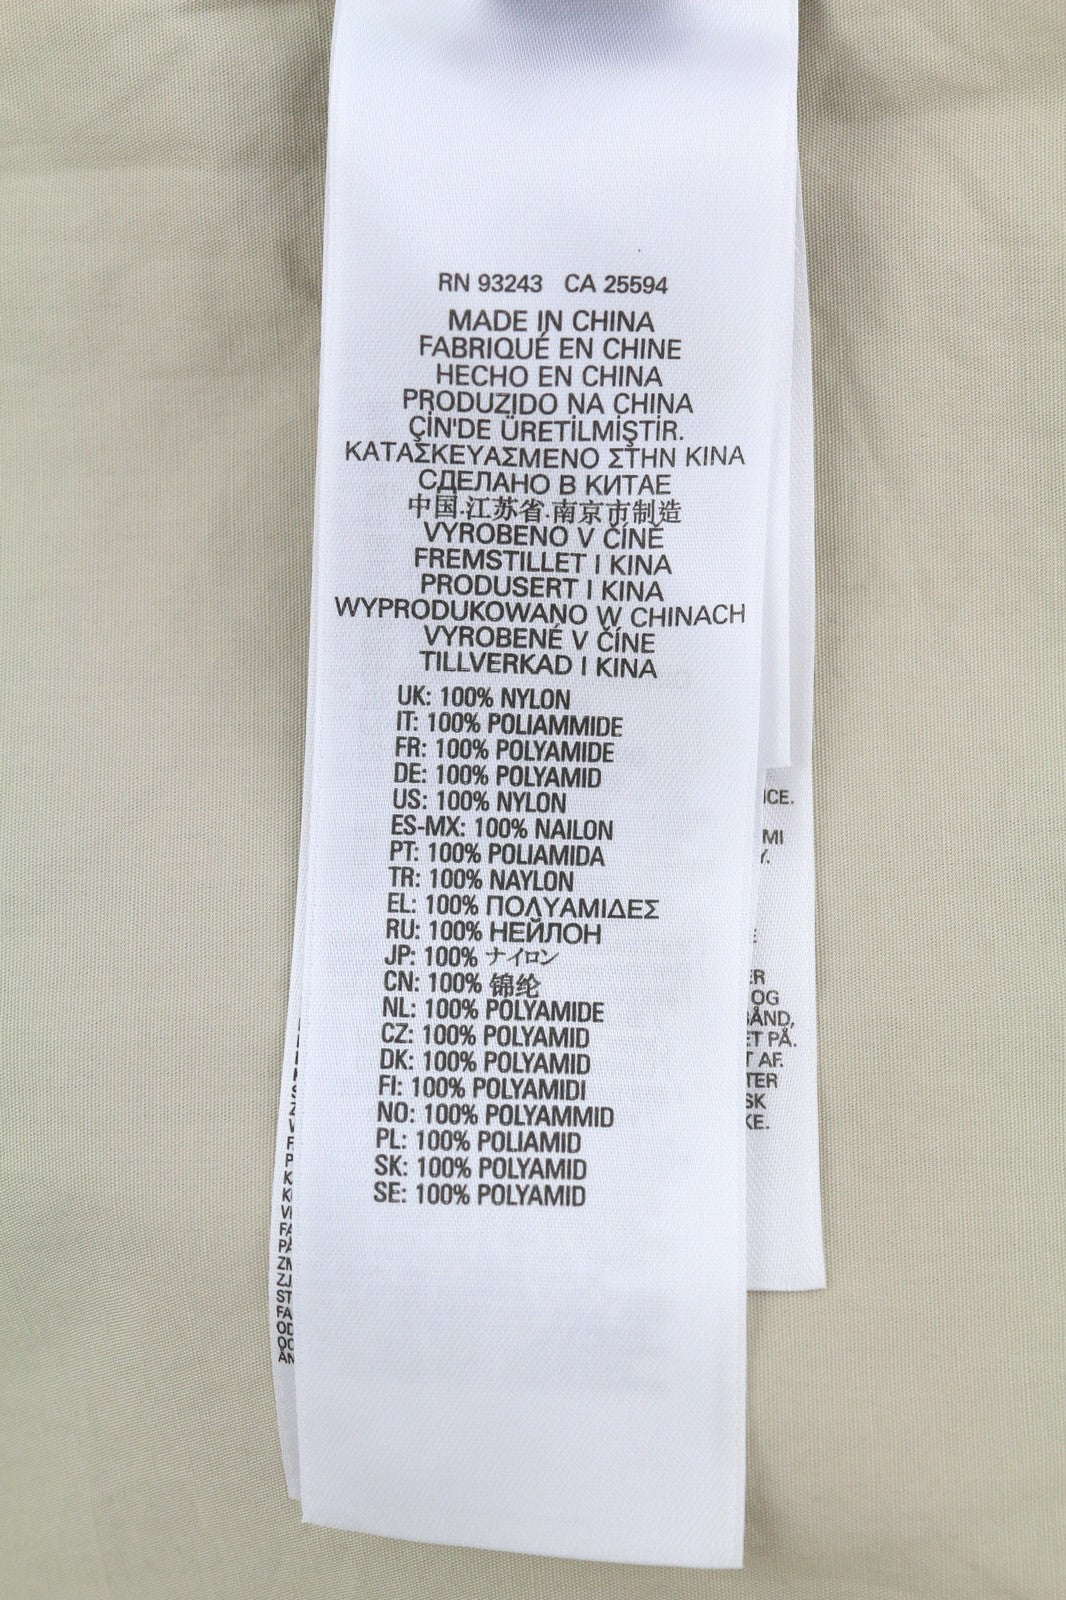 RN 93243 CA 25594
MADE IN CHINA
FABRIQUÉ EN CHINE
HECHO EN CHINA
PRODUZIDO NA CHINA
ÇİN'DE ÜRETİLMİŞTİR.
ΚΑΤΑΣΚΕΥΑΣΜΕΝΟ ΣΤΗΝ ΚΙΝΑ
СДЕЛАНО В КИТАЕ
中国.江苏省.南京市制造
VYROBENO V ČÍNĚ
FREMSTILLET I KINA
PRODUSERT I KINA
WYPRODUKOWANO W CHINACH
VYROBENÉ V ČÍNE
TILLVERKAD I KINA
UK: 100% NYLON
IT: 100% POLIAMMIDE
FR: 100% POLYAMIDE
DE: 100% POLYAMID
US: 100% NYLON
ES-MX: 100% NAILON
PT: 100% POLIAMIDA
TR: 100% NAYLON
EL: 100% ΠΟΛΥΑΜΙΔΕΣ
RU: 100% НЕЙЛОН
JP: 100% ナイロン
CN: 100% 锦纶
NL: 100% POLYAMIDE
CZ: 100% POLYAMID
DK: 100% POLYAMID
FI: 100% POLYAMIDI
NO: 100% POLYAMMID
PL: 100% POLIAMID
SK: 100% POLYAMID
SE: 100% POLYAMID
OG
PÅ.
AF.